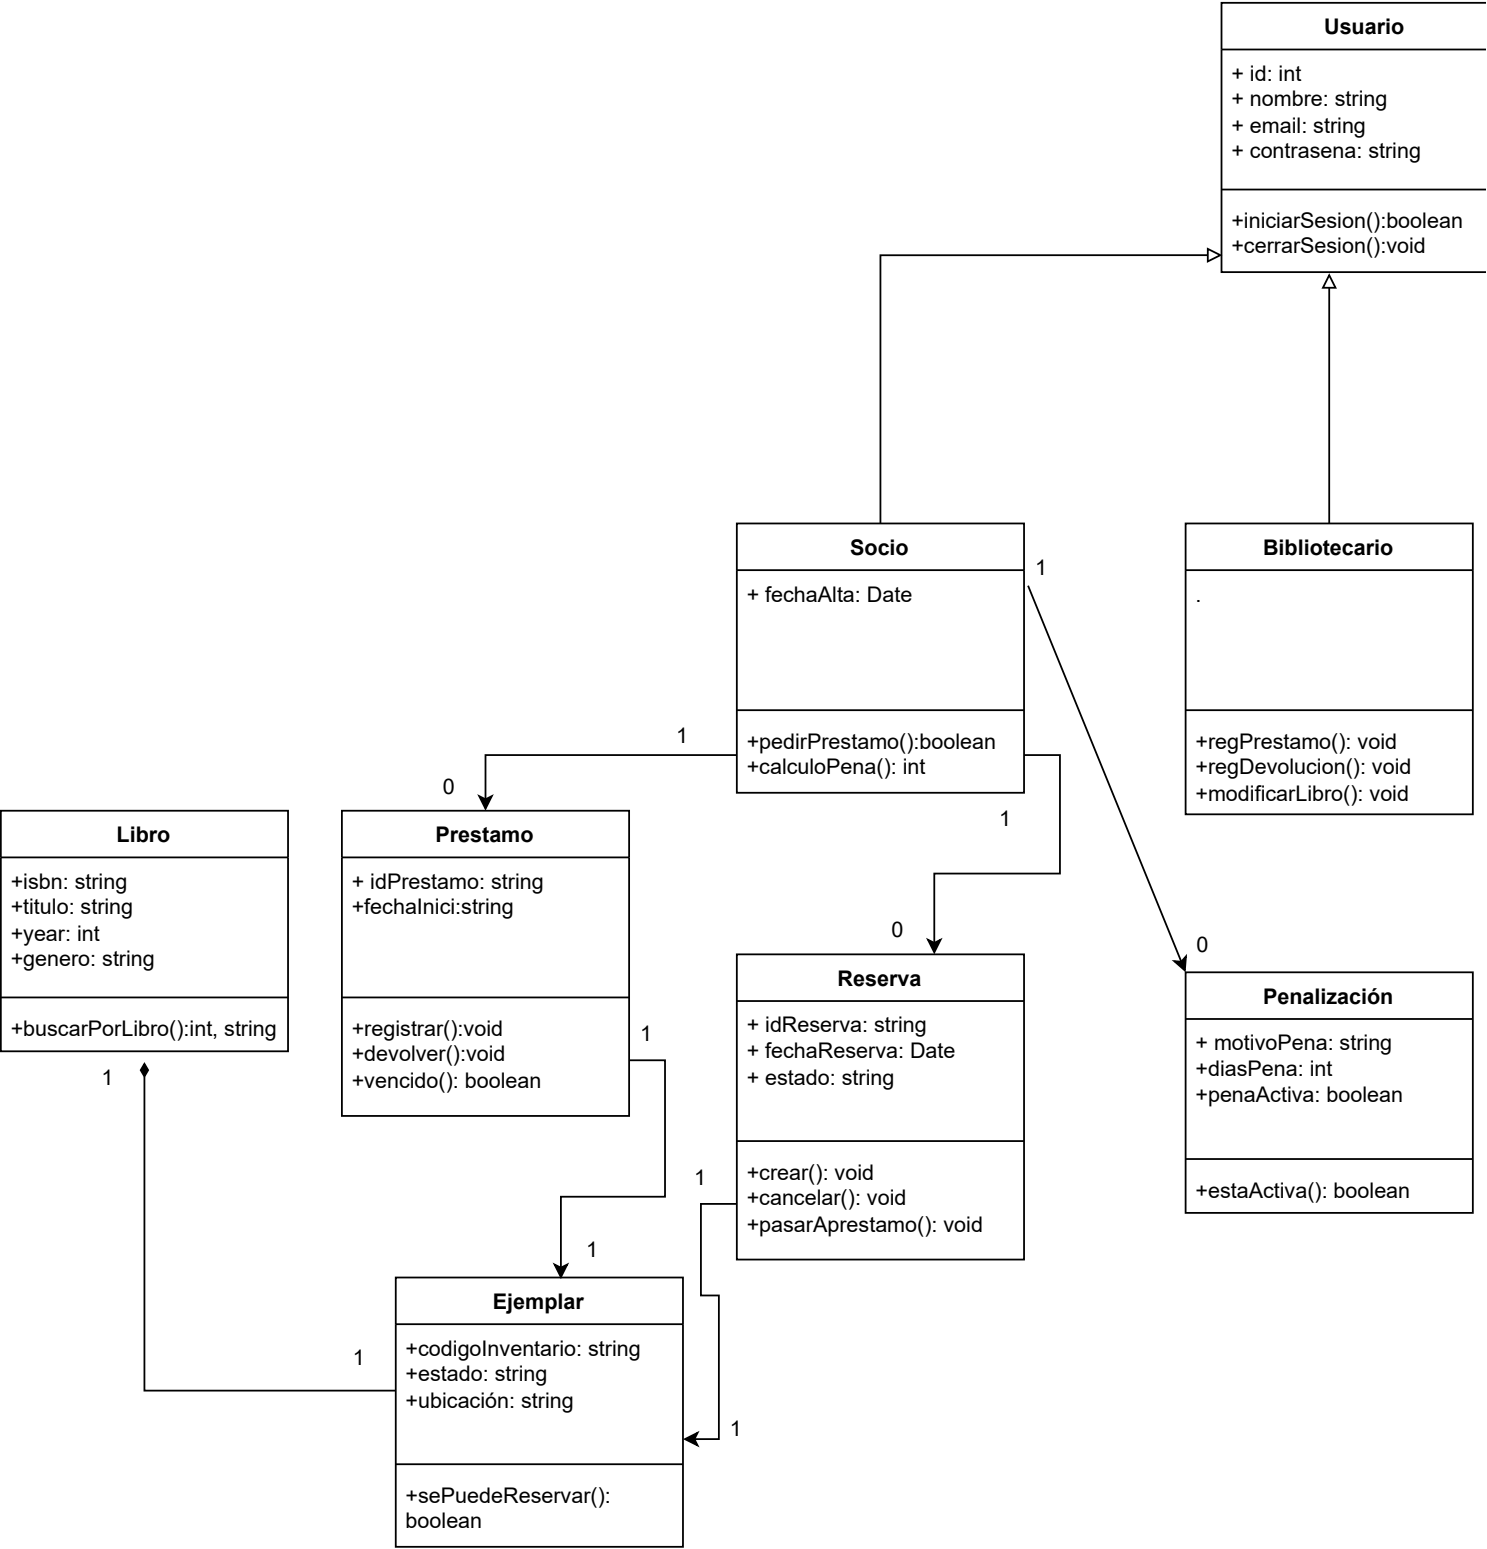 Usuario
+ id: int
+ nombre: string
+ email: string
+ contrasena: string
+iniciarSesion():boolean
+cerrarSesion():void
Socio
+ fechaAlta: Date
+pedirPrestamo():boolean
+calculoPena(): int
Bibliotecario
.
+regPrestamo(): void
+regDevolucion(): void
+modificarLibro(): void
1
1
0
1
0
0
Libro
+isbn: string
+titulo: string
+year: int
+genero: string
+buscarPorLibro():int, string
1
Prestamo
+ idPrestamo: string
+fechaInici:string
+registrar():void
+devolver():void
+vencido(): boolean
1
Reserva
+ idReserva: string
+ fechaReserva: Date
+ estado: string
+crear(): void
+cancelar(): void
+pasarAprestamo(): void
1
Penalización
+ motivoPena: string
+diasPena: int
+penaActiva: boolean
+estaActiva(): boolean
1
1
1
Ejemplar
+codigoInventario: string
+estado: string
+ubicación: string
+sePuedeReservar():
boolean